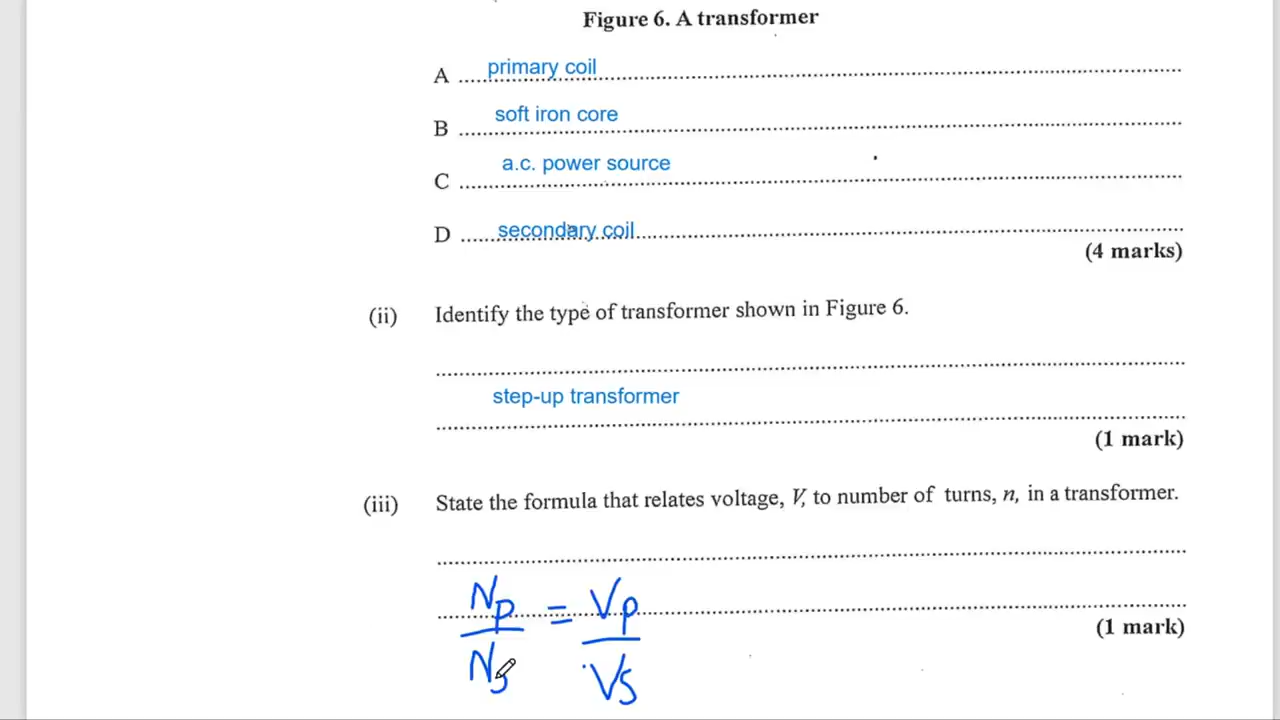 Figure 6. A transformer
A primary coil
B soft iron core
C a.c. power source
D secondary coil
(4 marks)
(ii) Identify the type of transformer shown in Figure 6.
step-up transformer
(1 mark)
(iii) State the formula that relates voltage, V, to number of turns, n, in a transformer.
Np = Vp
(1 mark)
Ns Vs